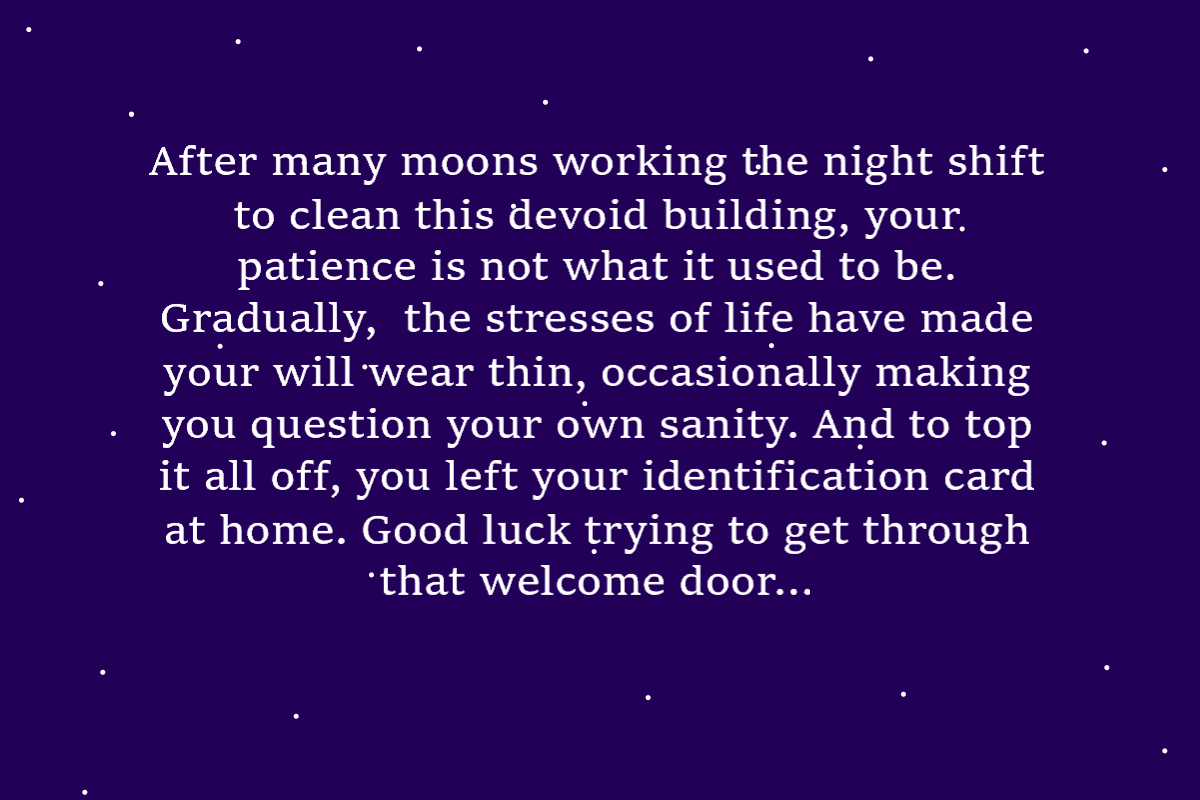 After many moons working the night shift
to clean this devoid building, your
patience is not what it used to be.
Gradually,  the stresses of life have made
your will wear thin, occasionally making
you question your own sanity. And to top
it all off, you left your identification card
at home. Good luck trying to get through
that welcome door...